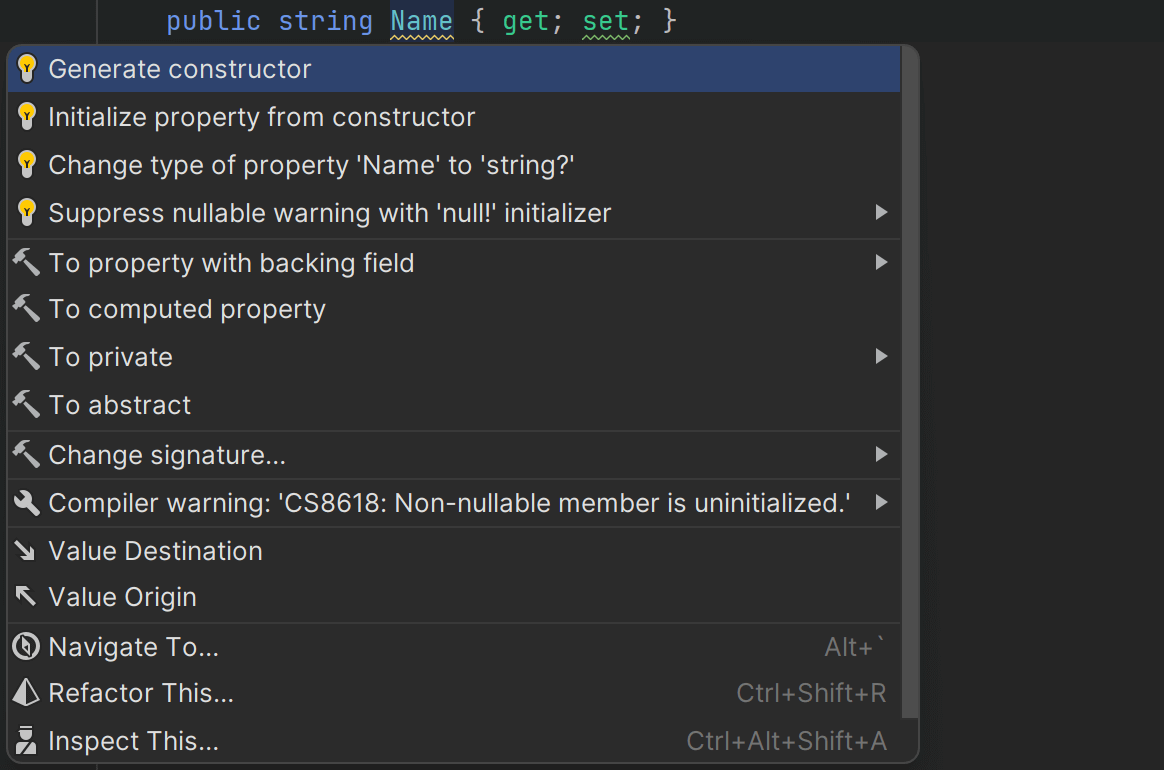 public string Name { get; set; }
Generate constructor
Initialize property from constructor
Change type of property 'Name' to 'string?'
Suppress nullable warning with 'null!' initializer
To property with backing field
To computed property
To private
To abstract
Change signature...
Compiler warning: 'CS8618: Non-nullable member is uninitialized.'
Value Destination
Value Origin
Navigate To... Alt+`
Refactor This... Ctrl+Shift+R
Inspect This... Ctrl+Alt+Shift+A